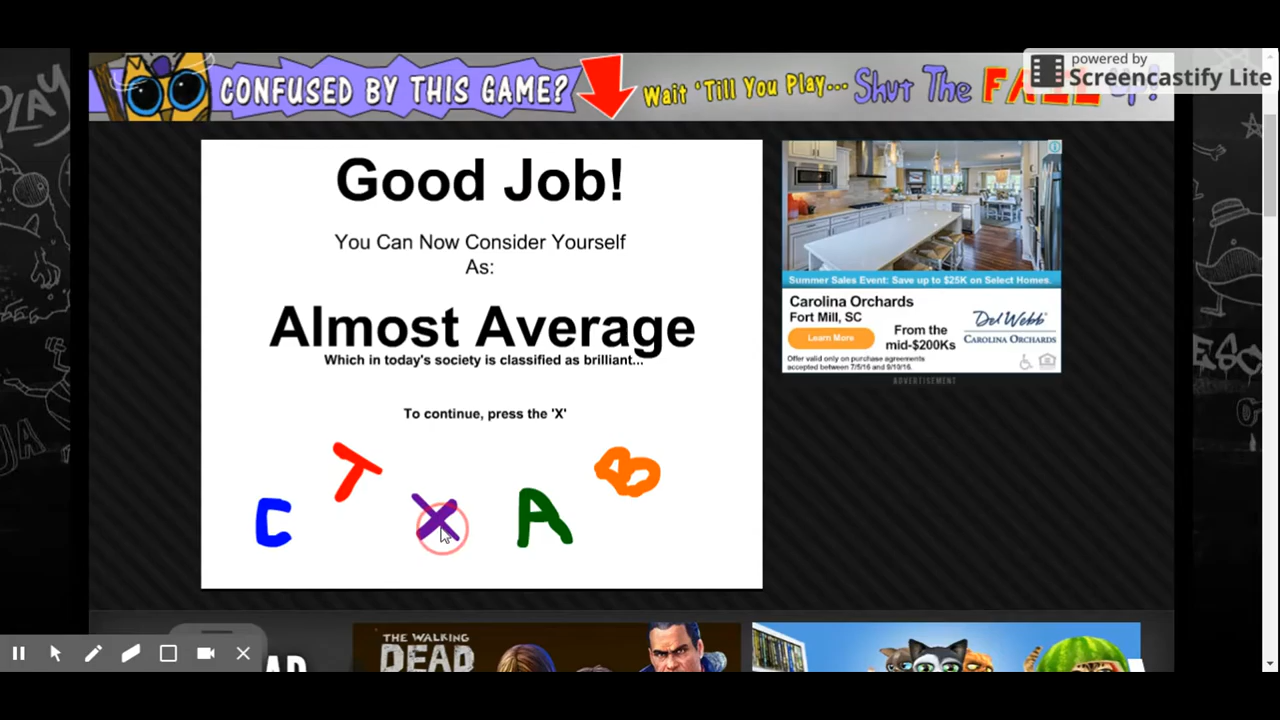 powered by
Screencastify Lite
CONFUSED BY THIS GAME?
Wait 'Till You Play...
Shut The
PLAY
Good Job!
You Can Now Consider Yourself
As:
Almost Average
Which in today's society is classified as brilliant...
To continue, press the 'X'
C
T
X
A
B
Summer Sales Event: Save up to $25K on Select Homes.
Carolina Orchards
Fort Mill, SC
Learn More
From the
mid-$200Ks
Del Webb
CAROLINA ORCHARDS
Offer valid only on purchase agreements
accepted between 7/5/16 and 9/10/16.
ADVERTISEMENT
THE WALKING
DEAD